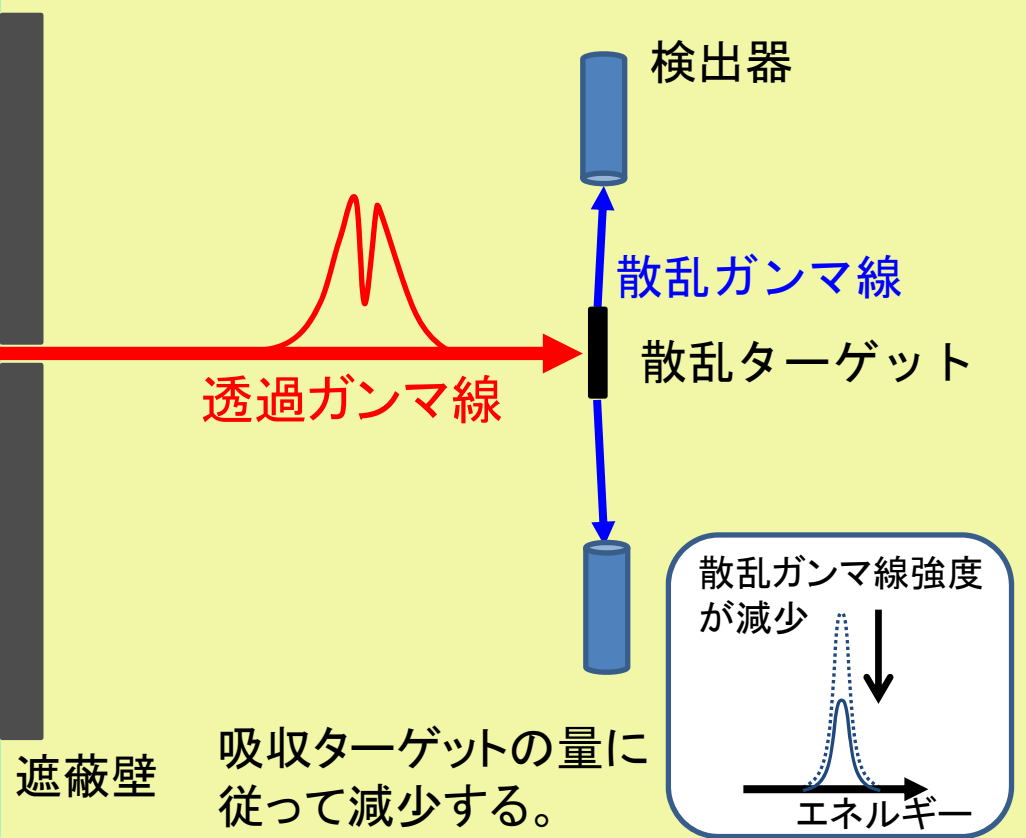 検出器
散乱ガンマ線
散乱ターゲット
透過ガンマ線
散乱ガンマ線強度
が減少
エネルギー
遮蔽壁
吸収ターゲットの量に
従って減少する。